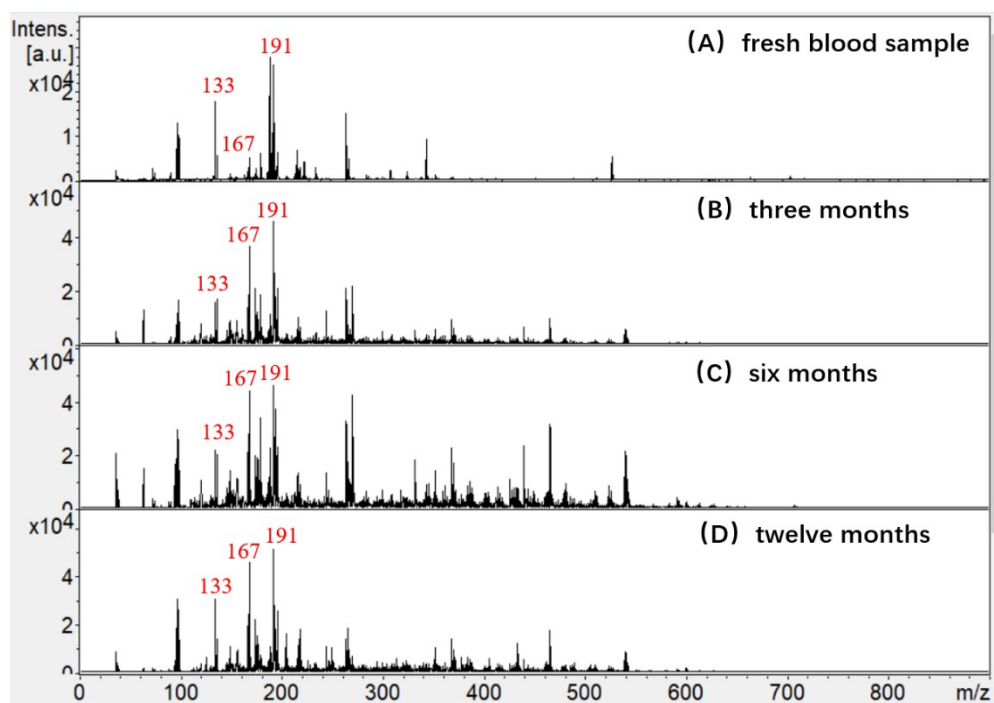 Intens.
[a.u.]
x10⁴
2
1
0
191
133
167
(A) fresh blood sample
x10⁴
4
2
0
191
167
133
(B) three months
x10⁴
4
2
0
167 191
133
(C) six months
x10⁴
4
2
0
191
167
133
(D) twelve months
0 100 200 300 400 500 600 700 800 m/z